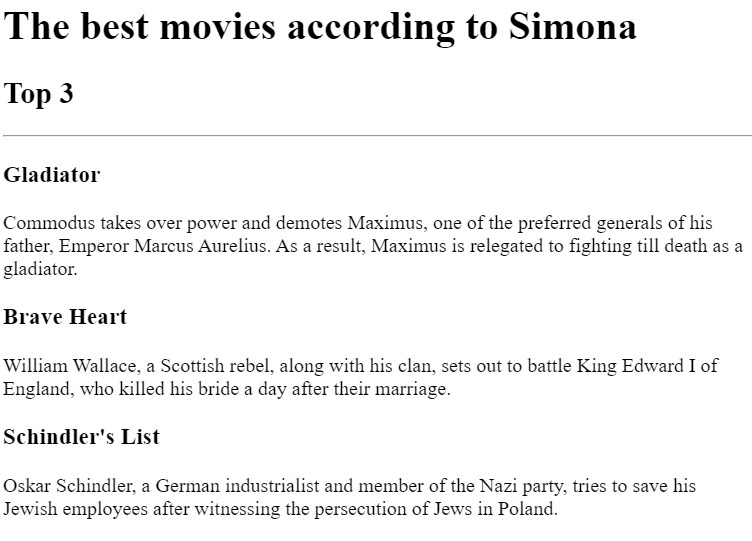 The best movies according to Simona
Top 3
Gladiator
Commodus takes over power and demotes Maximus, one of the preferred generals of his
father, Emperor Marcus Aurelius. As a result, Maximus is relegated to fighting till death as a
gladiator.
Brave Heart
William Wallace, a Scottish rebel, along with his clan, sets out to battle King Edward I of
England, who killed his bride a day after their marriage.
Schindler's List
Oskar Schindler, a German industrialist and member of the Nazi party, tries to save his
Jewish employees after witnessing the persecution of Jews in Poland.